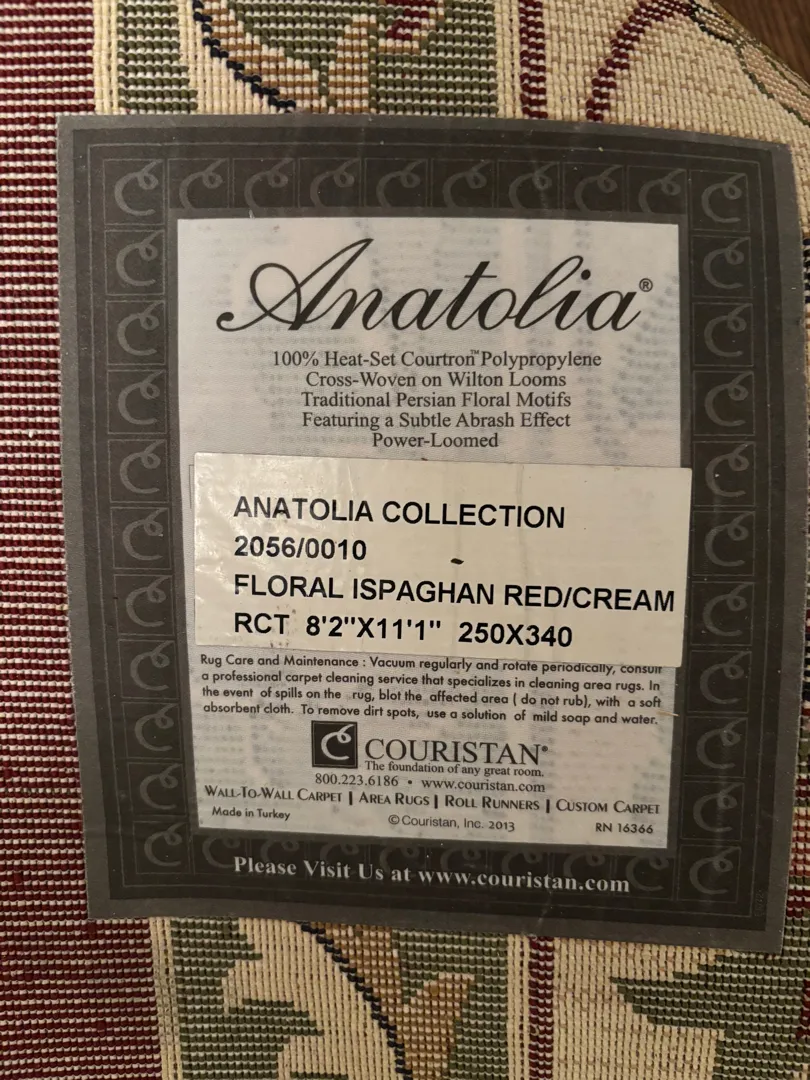 Anatolia®
100% Heat-Set Courtron™ Polypropylene
Cross-Woven on Wilton Looms
Traditional Persian Floral Motifs
Featuring a Subtle Abrash Effect
Power-Loomed
ANATOLIA COLLECTION
2056/0010
FLORAL ISPAGHAN RED/CREAM
RCT 8'2"X11'1" 250X340
Rug Care and Maintenance : Vacuum regularly and rotate periodically, consult
a professional carpet cleaning service that specializes in cleaning area rugs. In
the event of spills on the rug, blot the affected area ( do not rub), with a soft
absorbent cloth. To remove dirt spots, use a solution of mild soap and water.
COURISTAN®
The foundation of any great room.
800.223.6186 • www.couristan.com
WALL-TO-WALL CARPET | AREA RUGS | ROLL RUNNERS | CUSTOM CARPET
Made in Turkey
©Couristan, Inc. 2013
RN 16366
Please Visit Us at www.couristan.com